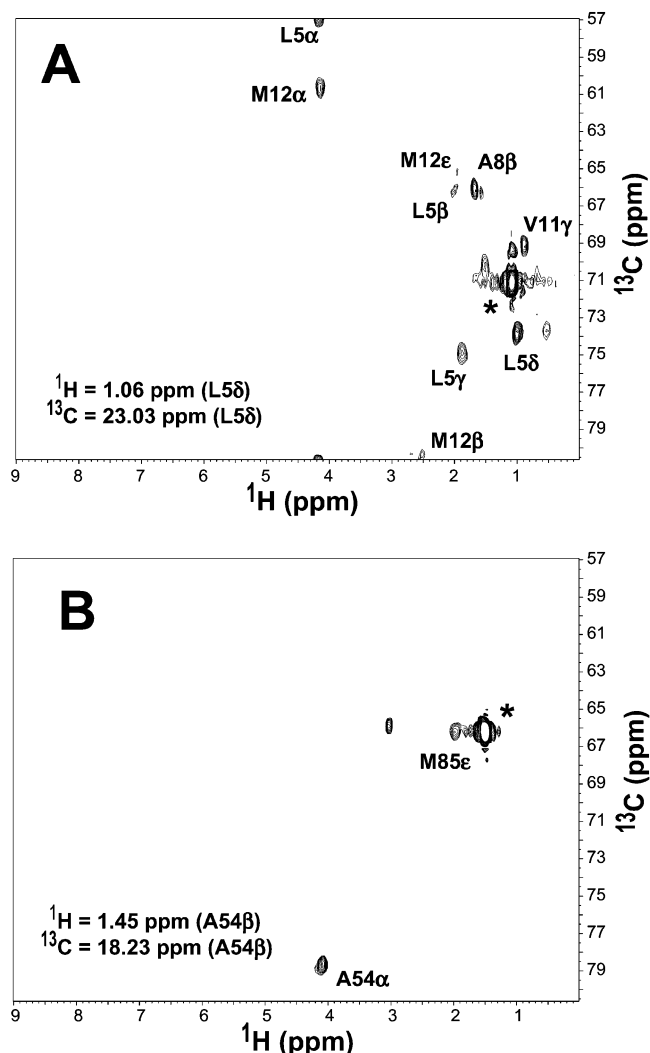 A
L5α
M12α
M12ε
A8β
L5β
V11γ
*
L5γ
L5δ
M12β
¹H = 1.06 ppm (L5δ)
¹³C = 23.03 ppm (L5δ)
57
59
61
63
65
67
69
71
73
75
77
79
¹³C (ppm)
9 8 7 6 5 4 3 2 1
¹H (ppm)
B
*
M85ε
¹H = 1.45 ppm (A54β)
¹³C = 18.23 ppm (A54β)
A54α
57
59
61
63
65
67
69
71
73
75
77
79
¹³C (ppm)
9 8 7 6 5 4 3 2 1
¹H (ppm)